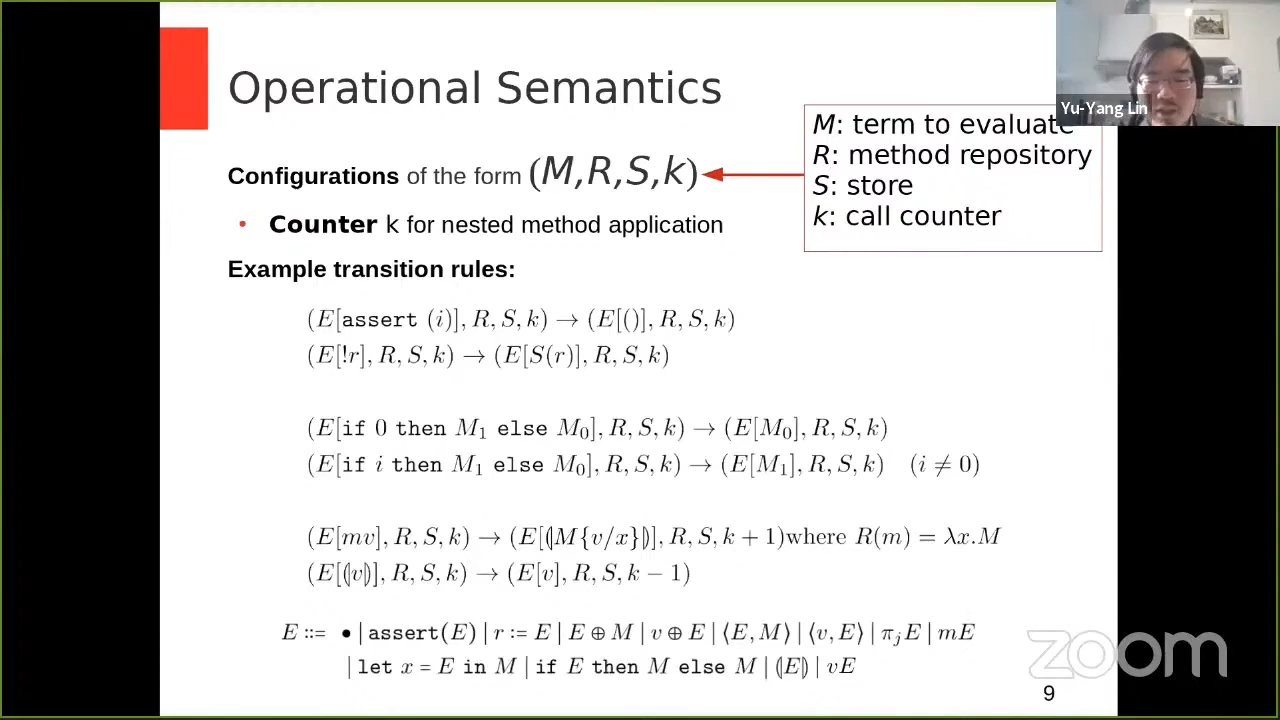 Operational Semantics
Yu-Yang Lin
M: term to evaluate
R: method repository
S: store
k: call counter
Configurations of the form (M,R,S,k)
• Counter k for nested method application
Example transition rules:
(E[assert (i)], R, S, k) → (E[()], R, S, k)
(E[!r], R, S, k) → (E[S(r)], R, S, k)
(E[if 0 then M₁ else M₀], R, S, k) → (E[M₀], R, S, k)
(E[if i then M₁ else M₀], R, S, k) → (E[M₁], R, S, k) (i ≠ 0)
(E[mv], R, S, k) → (E[⦇M{v/x}⦈], R, S, k + 1)where R(m) = λx.M
(E[⦇v⦈], R, S, k) → (E[v], R, S, k − 1)
E ::= • | assert(E) | r := E | E ⊕ M | v ⊕ E | ⟨E, M⟩ | ⟨v, E⟩ | πⱼ E | mE
| let x = E in M | if E then M else M | ⦇E⦈ | vE
zoom
9